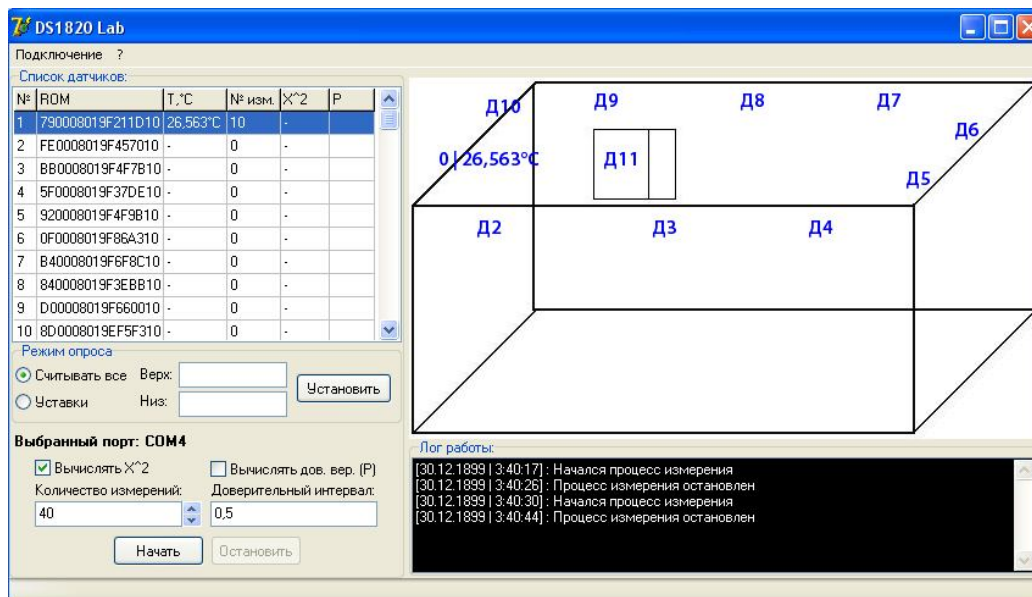 DS1820 Lab
Подключение ?
Список датчиков:
№ ROM T,°C № изм. X^2 P
1 790008019F211D10 26,563°C 10 -
2 FE0008019F457010 - 0 -
3 BB0008019F4F7B10 - 0 -
4 5F0008019F37DE10 - 0 -
5 920008019F4F9B10 - 0 -
6 0F0008019F86A310 - 0 -
7 B40008019F6F8C10 - 0 -
8 840008019F3EBB10 - 0 -
9 D00008019F660010 - 0 -
10 8D0008019EF5F310 - 0 -
Режим опроса
Считывать все Верх:
Уставки Низ:
Установить
Выбранный порт: COM4
Вычислять X^2 Вычислять дов. вер. (P)
Количество измерений: Доверительный интервал:
40 0,5
Начать Остановить
Д10 Д9 Д8 Д7
Д6
0 | 26,563°C Д11
Д5
Д2 Д3 Д4
Лог работы:
[30.12.1899 | 3:40:17] : Начался процесс измерения
[30.12.1899 | 3:40:26] : Процесс измерения остановлен
[30.12.1899 | 3:40:30] : Начался процесс измерения
[30.12.1899 | 3:40:44] : Процесс измерения остановлен